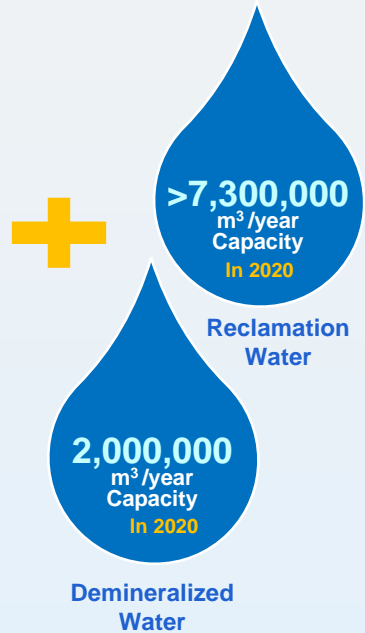 >7,300,000
m³/year
Capacity
In 2020
Reclamation
Water
2,000,000
m³/year
Capacity
In 2020
Demineralized
Water